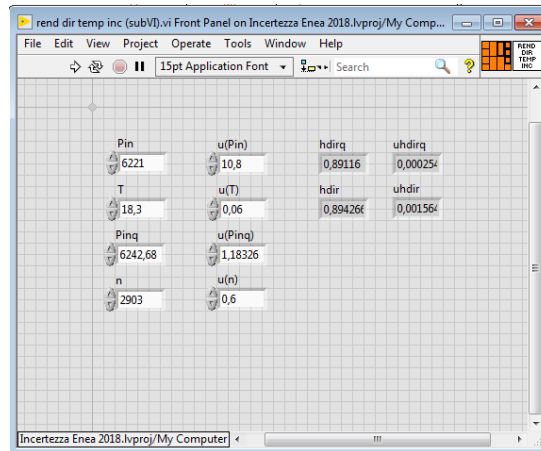 rend dir temp inc (subVI).vi Front Panel on Incertezza Enea 2018.lvproj/My Comp...
File Edit View Project Operate Tools Window Help
15pt Application Font Search
REND
DIR
TEMP
INC
Pin u(Pin) hdirq uhdirq
6221 10,8 0,89116 0,000254
T u(T) hdir uhdir
18,3 0,06 0,894266 0,001564
Pinq u(Pinq)
6242,68 1,18326
n u(n)
2903 0,6
Incertezza Enea 2018.lvproj/My Computer